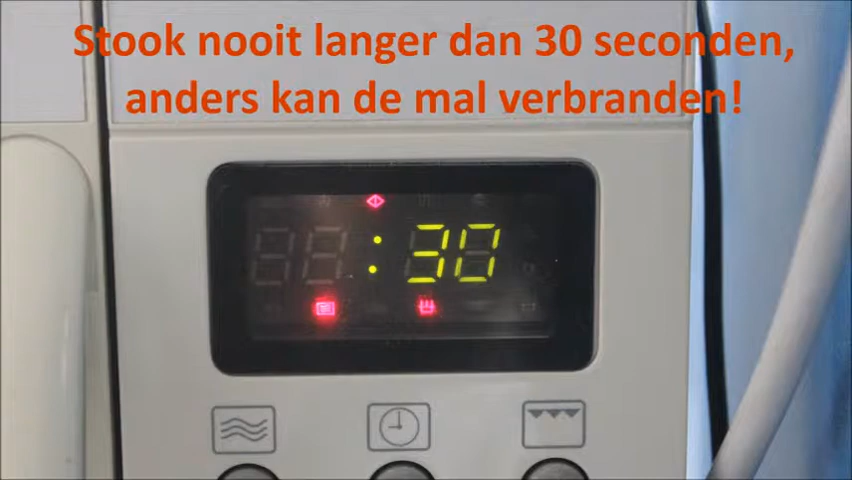 Stook nooit langer dan 30 seconden,
anders kan de mal verbranden!
:30